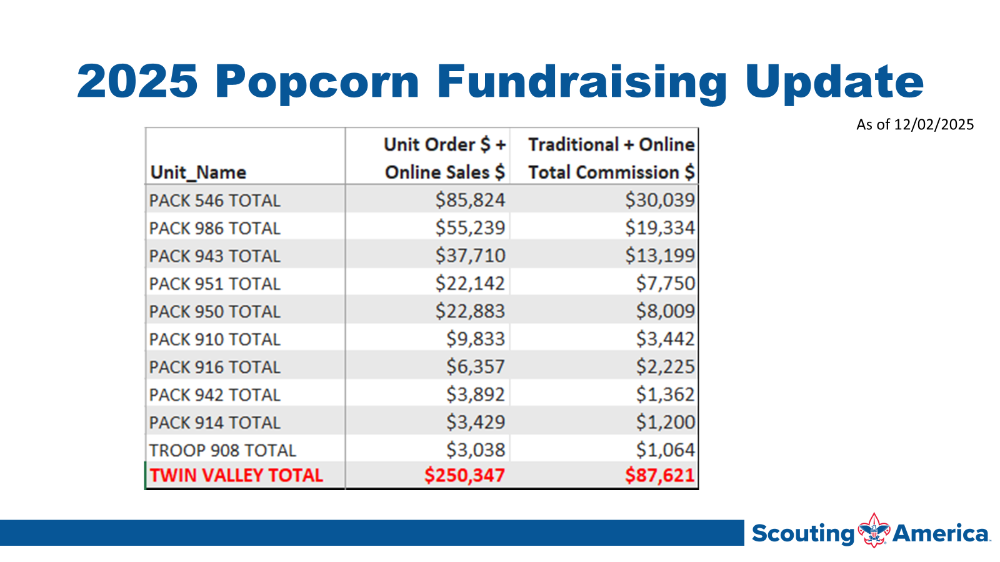 2025 Popcorn Fundraising Update
As of 12/02/2025
Unit_Name Unit Order $ + Online Sales $ Traditional + Online Total Commission $
PACK 546 TOTAL $85,824 $30,039
PACK 986 TOTAL $55,239 $19,334
PACK 943 TOTAL $37,710 $13,199
PACK 951 TOTAL $22,142 $7,750
PACK 950 TOTAL $22,883 $8,009
PACK 910 TOTAL $9,833 $3,442
PACK 916 TOTAL $6,357 $2,225
PACK 942 TOTAL $3,892 $1,362
PACK 914 TOTAL $3,429 $1,200
TROOP 908 TOTAL $3,038 $1,064
TWIN VALLEY TOTAL $250,347 $87,621
Scouting America